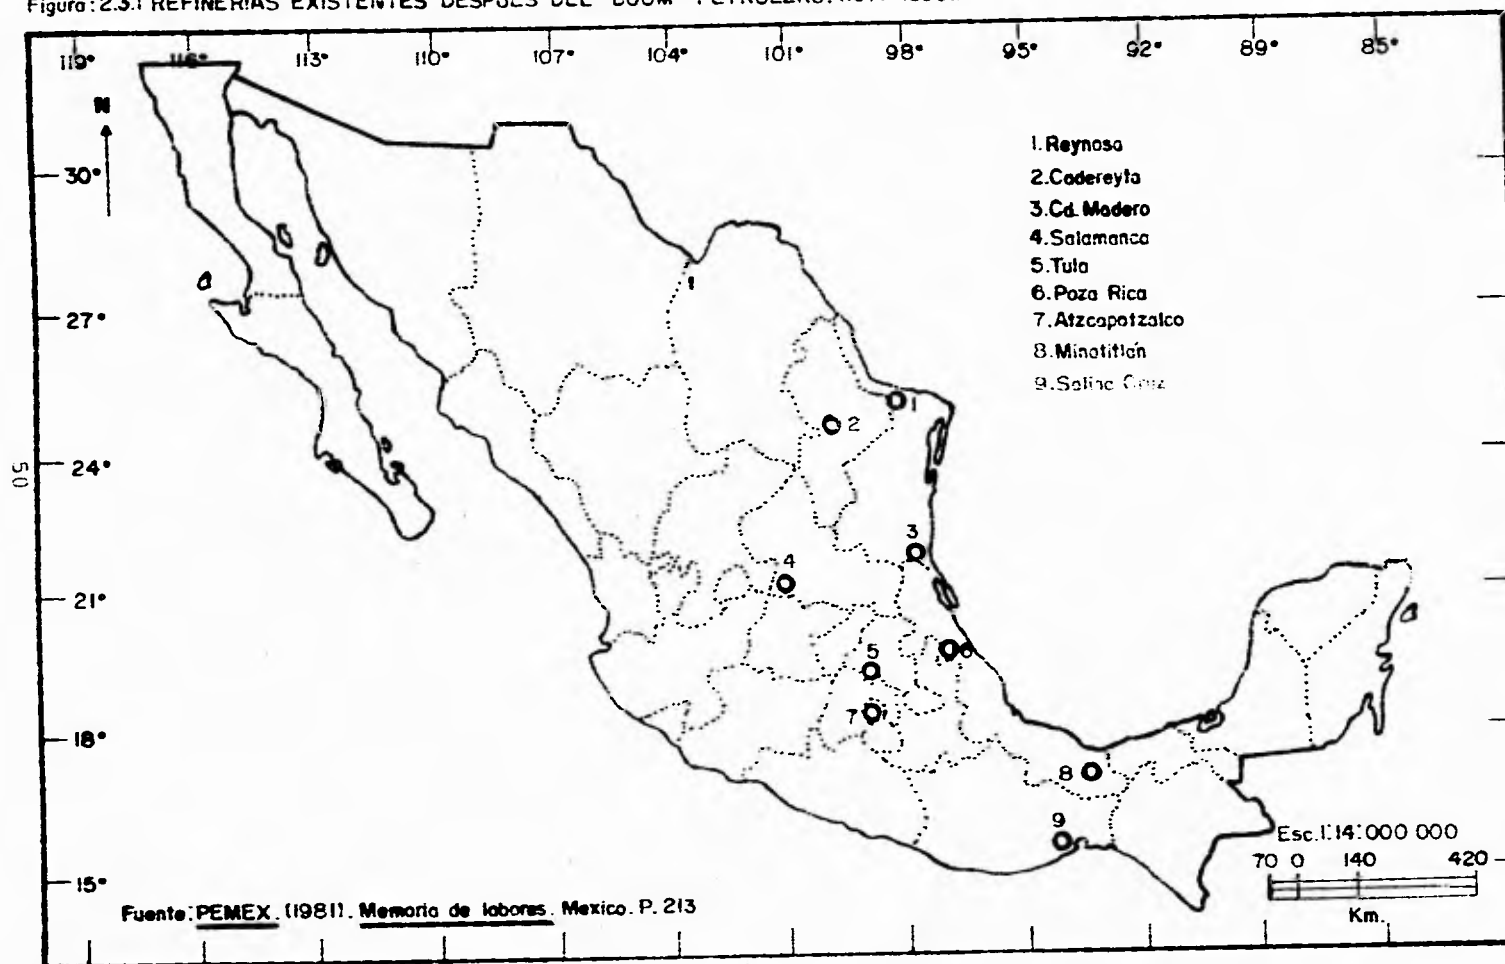 Figura: 2.3.1 REFINERIAS EXISTENTES DESPUES DEL "BOOM" PETROLERO.
119° 116° 113° 110° 107° 104° 101° 98° 95° 92° 89° 85°
N
30°
27°
24°
21°
18°
15°
1. Reynosa
2. Cadereyta
3. Cd. Madero
4. Salamanca
5. Tula
6. Poza Rica
7. Atzcapotzalco
8. Minatitlán
9. Salina Cruz
1
2
3
4
5
6
7
8
9
50
Esc. 1:14:000 000
70 0 140 420
Km.
Fuente: PEMEX. (1981). Memoria de labores. Mexico. P. 213